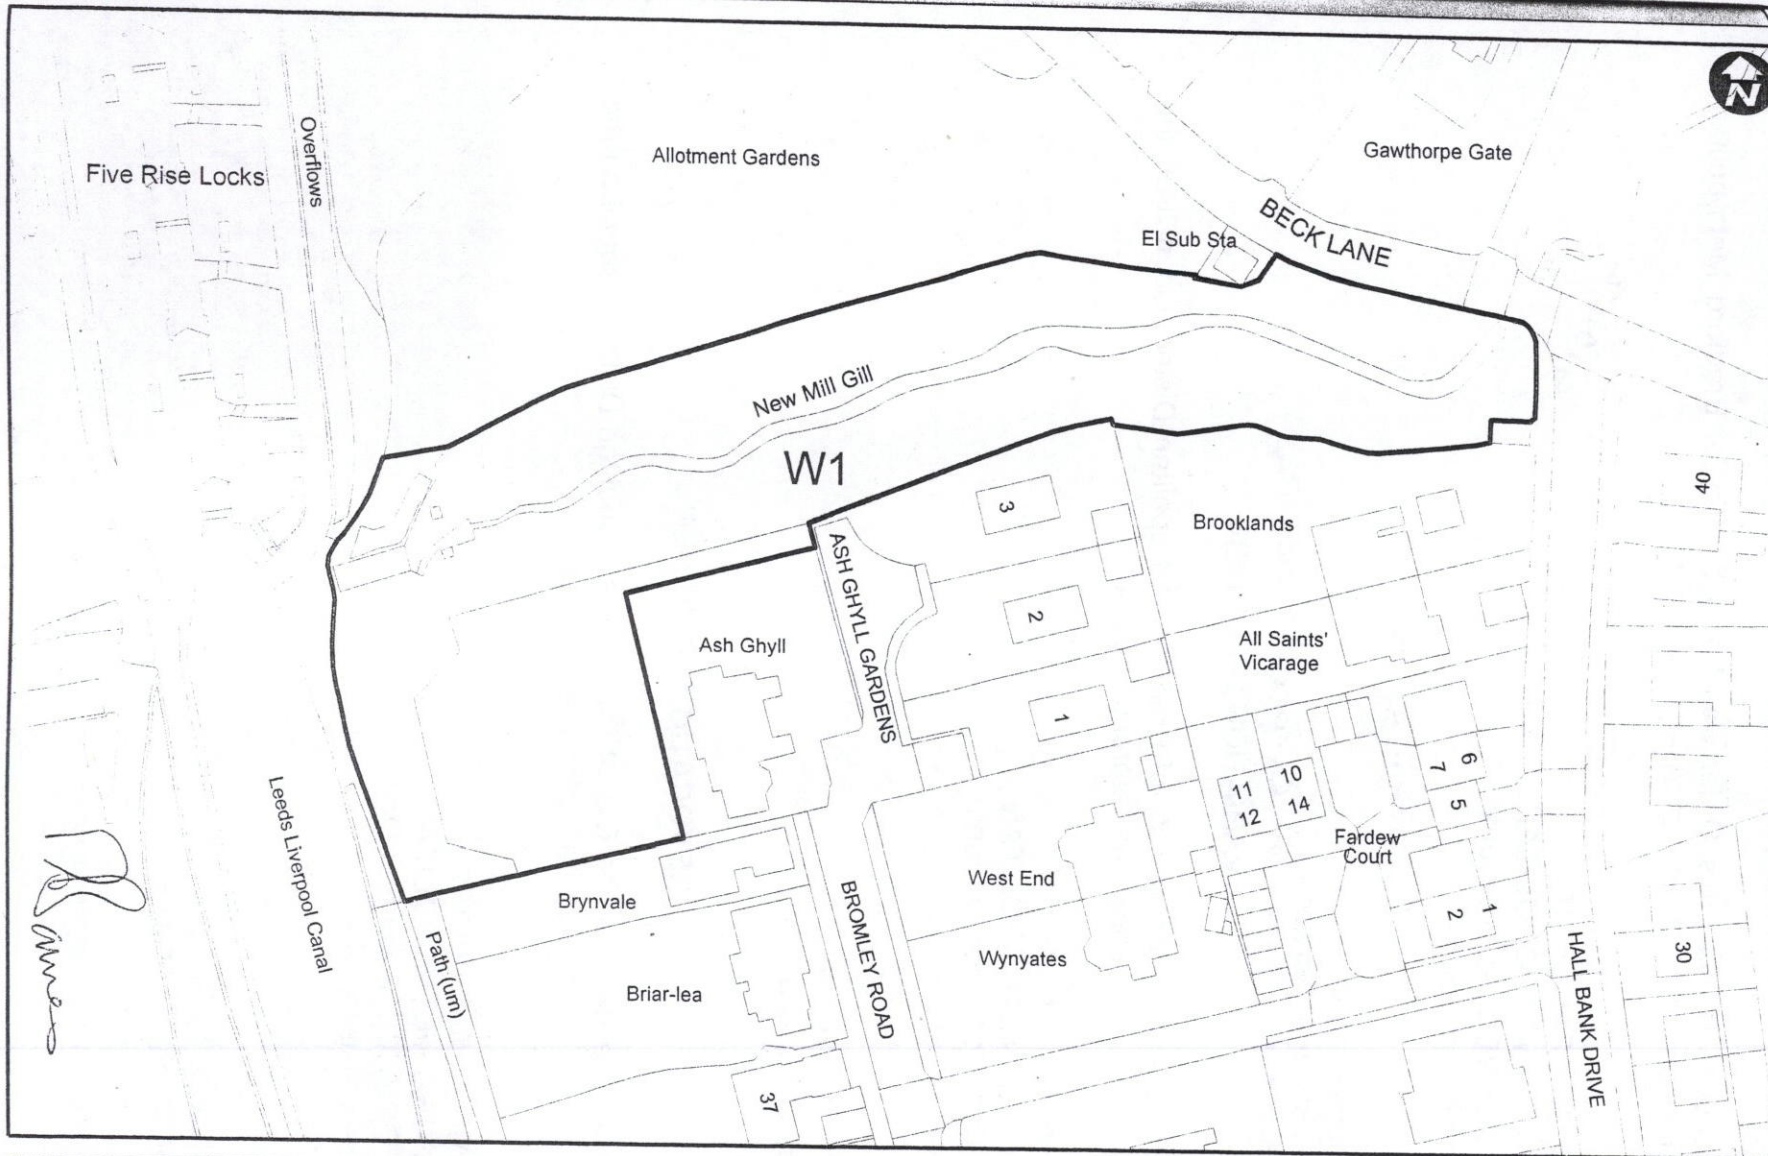 N
Five Rise Locks
Overflows
Allotment Gardens
Gawthorpe Gate
BECK LANE
El Sub Sta
New Mill Gill
W1
3
Brooklands
40
ASH GHYLL GARDENS
2
Ash Ghyll
All Saints'
Vicarage
1
6
7
5
10
14
11
12
Fardew
Court
1
2
Leeds Liverpool Canal
Brynvale
West End
BROMLEY ROAD
Wynyates
Path (um)
Briar-lea
HALL BANK DRIVE
30
37